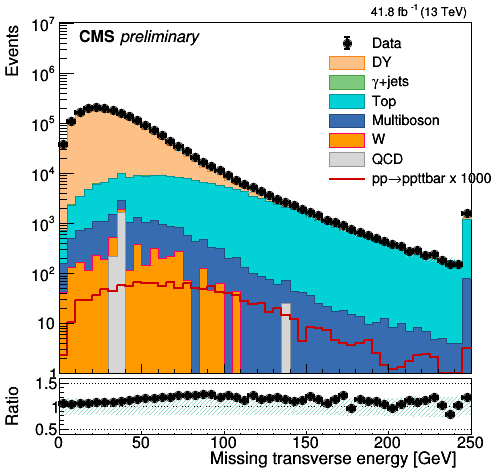 41.8 fb⁻¹ (13 TeV)
CMS preliminary
Events
10⁷
10⁶
10⁵
10⁴
10³
10²
10
1
Data
DY
γ+jets
Top
Multiboson
W
QCD
pp→ppttbar x 1000
Ratio
1.5
1
0.5
0 50 100 150 200 250
Missing transverse energy [GeV]